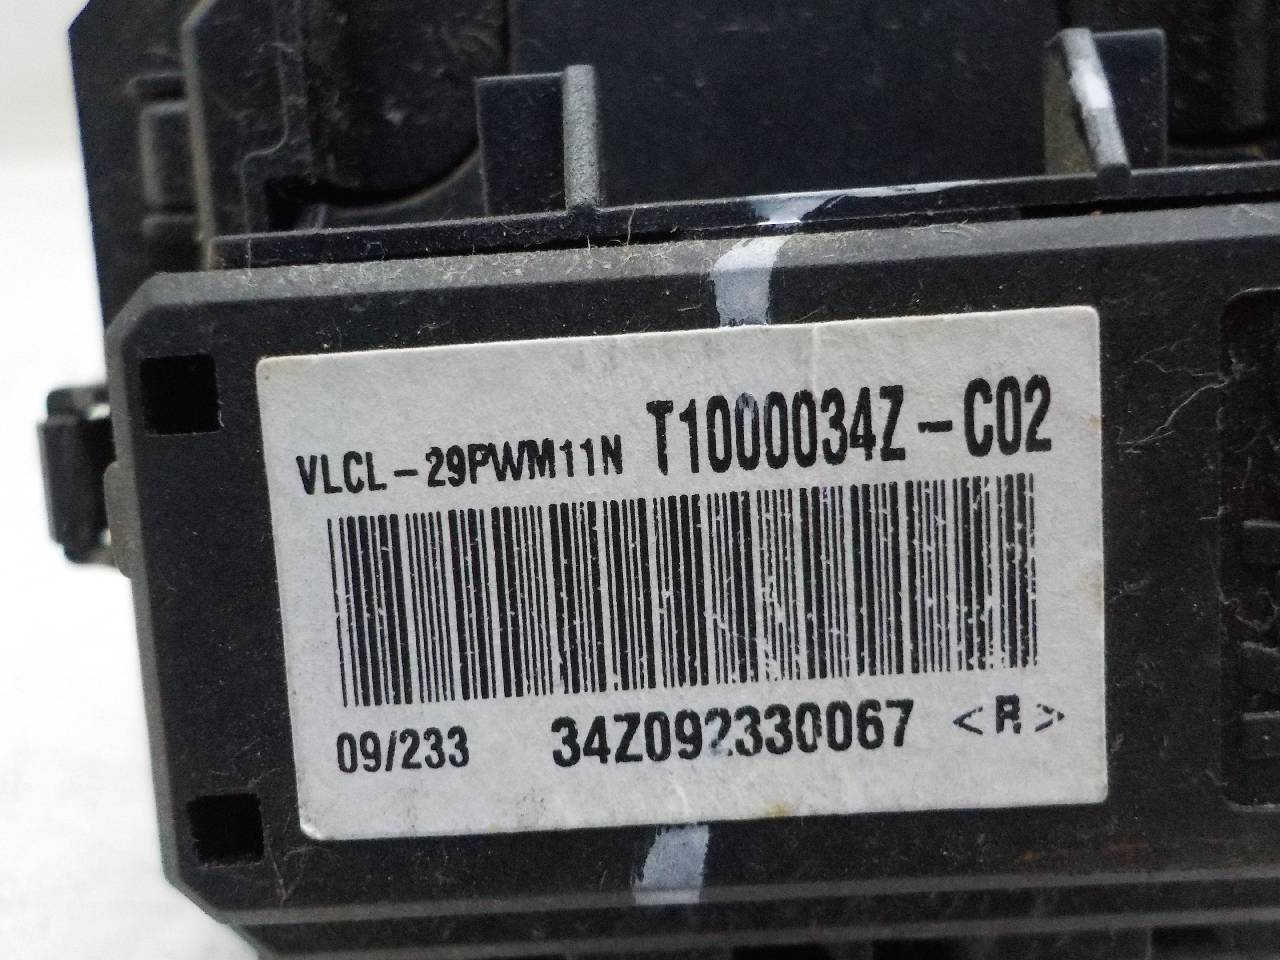 VLCL-29PWM11N T1000034Z-C02
09/233 34Z092330067 <R>